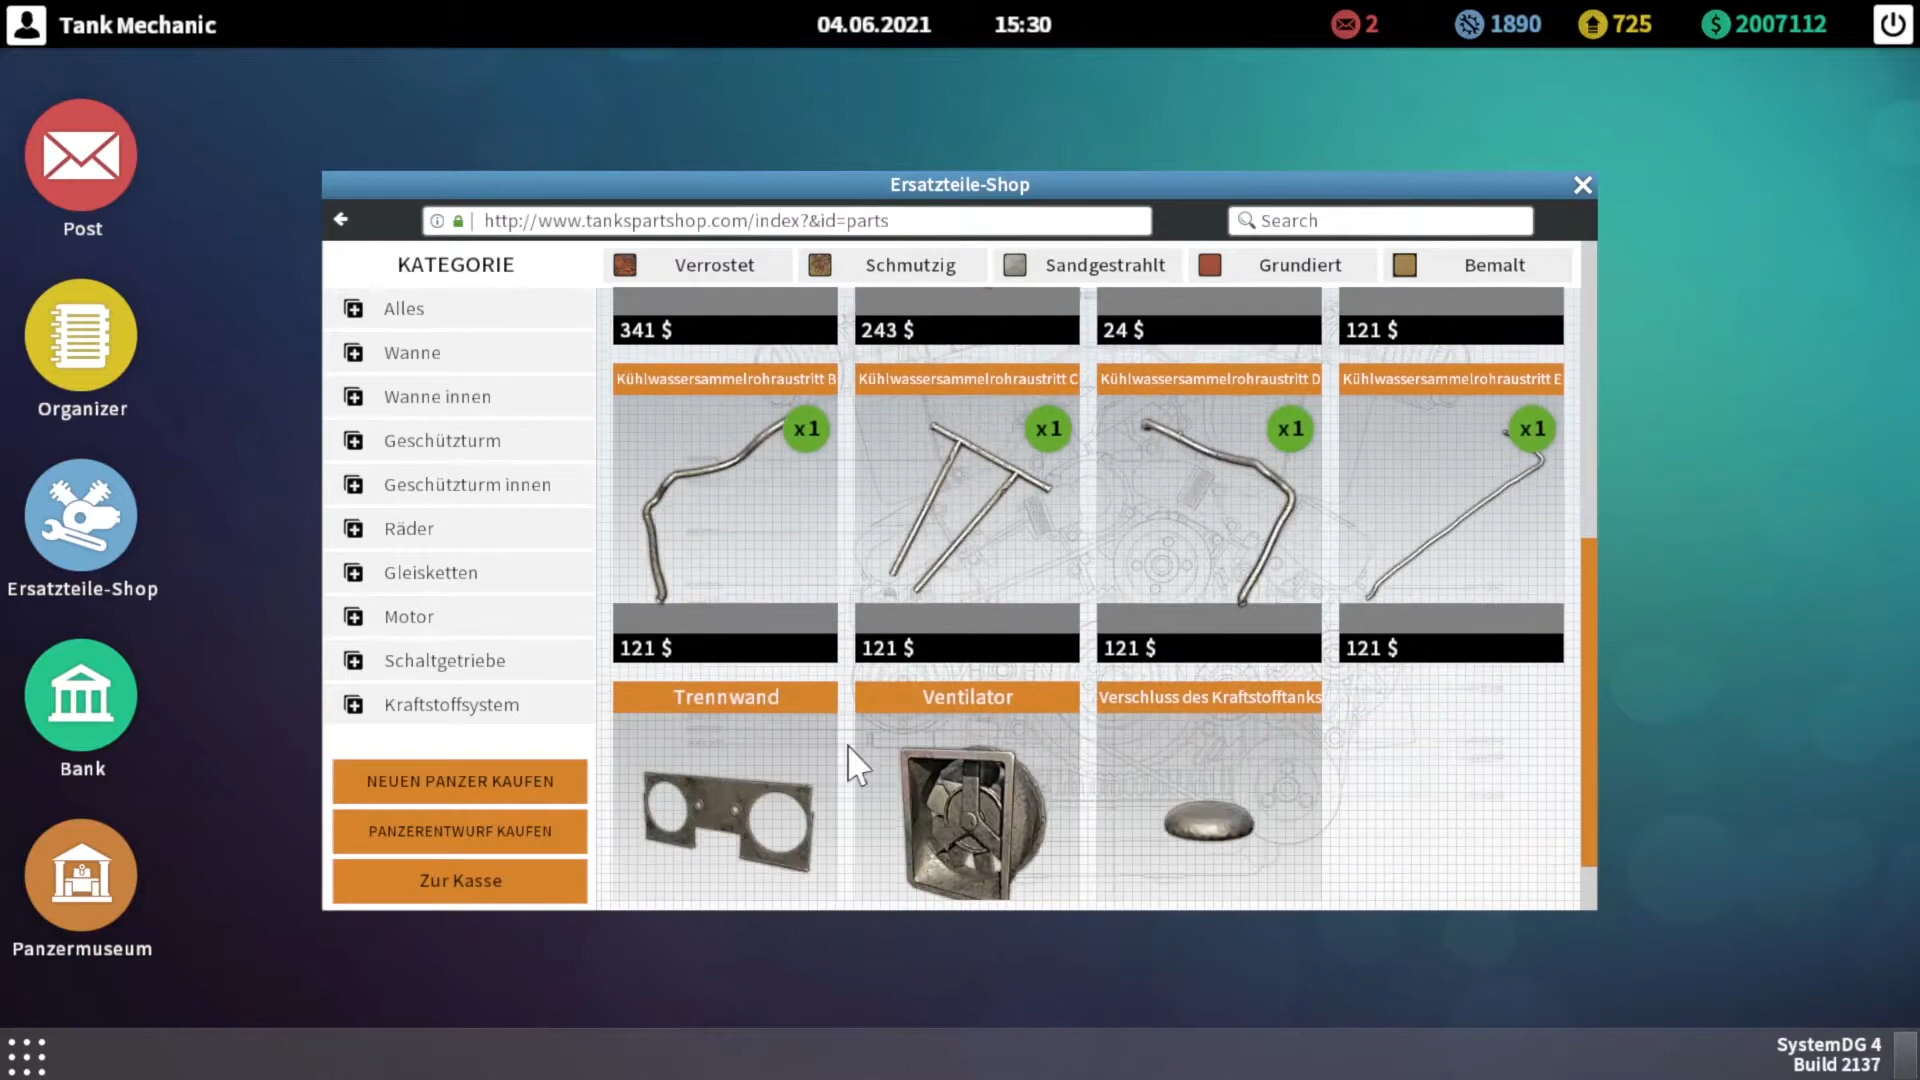 Tank Mechanic
04.06.2021
15:30
2
1890
725
2007112
Post
Organizer
Ersatzteile-Shop
Bank
Panzermuseum
Ersatzteile-Shop
http://www.tankspartshop.com/index?&id=parts
Search
KATEGORIE
Alles
Wanne
Wanne innen
Geschützturm
Geschützturm innen
Räder
Gleisketten
Motor
Schaltgetriebe
Kraftstoffsystem
NEUEN PANZER KAUFEN
PANZERENTWURF KAUFEN
Zur Kasse
Verrostet
Schmutzig
Sandgestrahlt
Grundiert
Bemalt
341 $
243 $
24 $
121 $
Kühlwassersammelrohraustritt B
Kühlwassersammelrohraustritt C
Kühlwassersammelrohraustritt D
Kühlwassersammelrohraustritt E
x1
x1
x1
x1
121 $
121 $
121 $
121 $
Trennwand
Ventilator
Verschluss des Kraftstofftanks
SystemDG 4
Build 2137